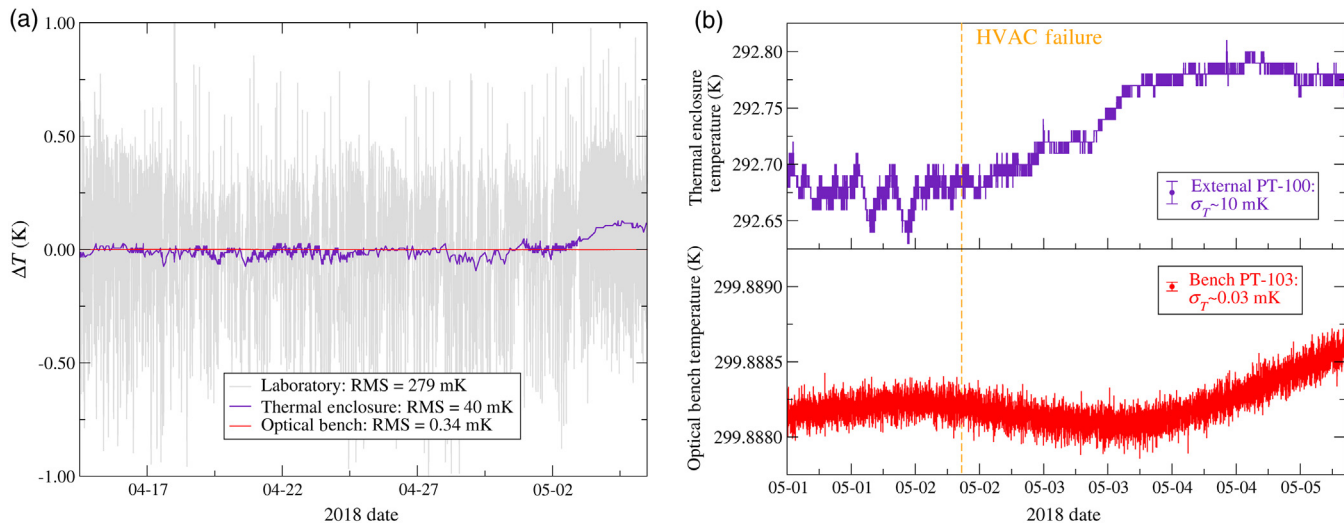 (a)
1.00
0.50
0.00
-0.50
-1.00
ΔT (K)
Laboratory: RMS = 279 mK
Thermal enclosure: RMS = 40 mK
Optical bench: RMS = 0.34 mK
04-17 04-22 04-27 05-02
2018 date
(b)
HVAC failure
292.80
292.75
292.70
292.65
Thermal enclosure
temperature (K)
External PT-100:
σT~10 mK
299.8890
299.8885
299.8880
Optical bench temperature (K)
Bench PT-103:
σT~0.03 mK
05-01 05-01 05-02 05-02 05-03 05-03 05-04 05-04 05-05
2018 date